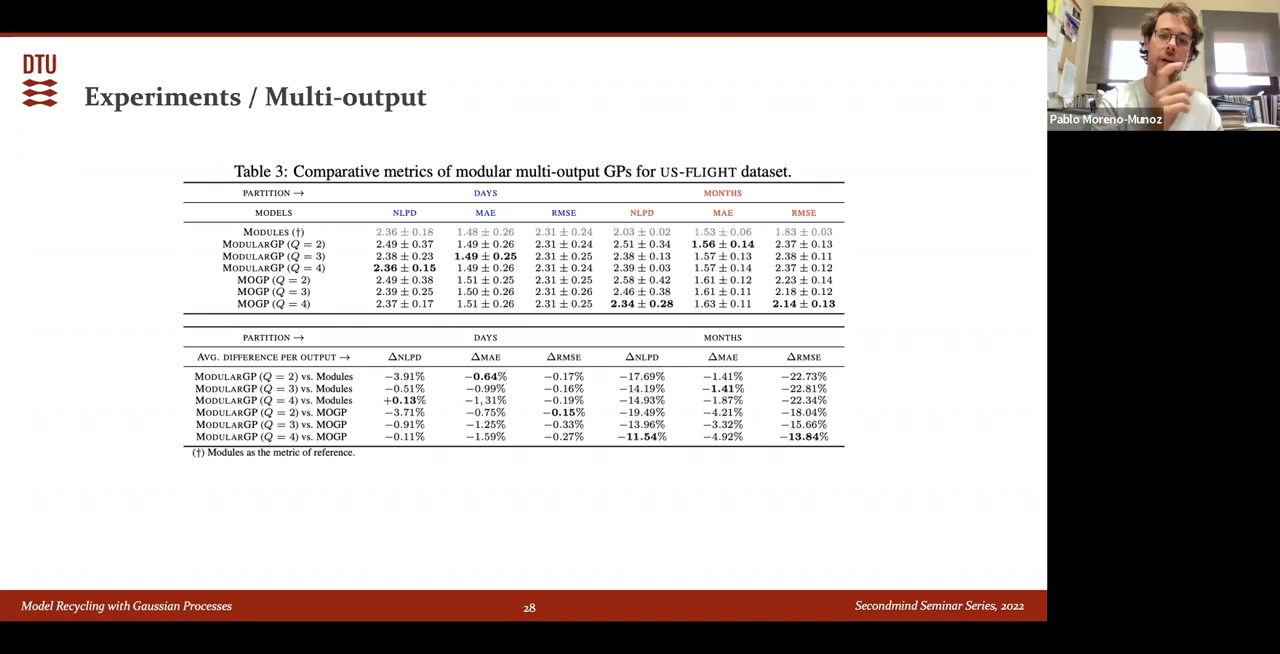 DTU
Experiments / Multi-output
Pablo Moreno-Munoz
Table 3: Comparative metrics of modular multi-output GPs for US-FLIGHT dataset.
PARTITION → DAYS MONTHS
MODELS NLPD MAE RMSE NLPD MAE RMSE
MODULES (†) 2.36 ± 0.18 1.48 ± 0.26 2.31 ± 0.24 2.03 ± 0.02 1.53 ± 0.06 1.83 ± 0.03
MODULARGP (Q = 2) 2.49 ± 0.37 1.49 ± 0.26 2.31 ± 0.24 2.51 ± 0.34 1.56 ± 0.14 2.37 ± 0.13
MODULARGP (Q = 3) 2.38 ± 0.23 1.49 ± 0.25 2.31 ± 0.25 2.38 ± 0.13 1.57 ± 0.13 2.38 ± 0.11
MODULARGP (Q = 4) 2.36 ± 0.15 1.49 ± 0.26 2.31 ± 0.24 2.39 ± 0.03 1.57 ± 0.14 2.37 ± 0.12
MOGP (Q = 2) 2.49 ± 0.38 1.51 ± 0.25 2.31 ± 0.25 2.58 ± 0.42 1.61 ± 0.12 2.23 ± 0.14
MOGP (Q = 3) 2.39 ± 0.25 1.50 ± 0.26 2.31 ± 0.26 2.46 ± 0.38 1.61 ± 0.11 2.18 ± 0.12
MOGP (Q = 4) 2.37 ± 0.17 1.51 ± 0.26 2.31 ± 0.25 2.34 ± 0.28 1.63 ± 0.11 2.14 ± 0.13
PARTITION → DAYS MONTHS
AVG. DIFFERENCE PER OUTPUT → ΔNLPD ΔMAE ΔRMSE ΔNLPD ΔMAE ΔRMSE
MODULARGP (Q = 2) vs. Modules −3.91% −0.64% −0.17% −17.69% −1.41% −22.73%
MODULARGP (Q = 3) vs. Modules −0.51% −0.99% −0.16% −14.19% −1.41% −22.81%
MODULARGP (Q = 4) vs. Modules +0.13% −1,31% −0.19% −14.93% −1.87% −22.34%
MODULARGP (Q = 2) vs. MOGP −3.71% −0.75% −0.15% −19.49% −4.21% −18.04%
MODULARGP (Q = 3) vs. MOGP −0.91% −1.25% −0.33% −13.96% −3.32% −15.66%
MODULARGP (Q = 4) vs. MOGP −0.11% −1.59% −0.27% −11.54% −4.92% −13.84%
(†) Modules as the metric of reference.
Model Recycling with Gaussian Processes 28 Secondmind Seminar Series, 2022